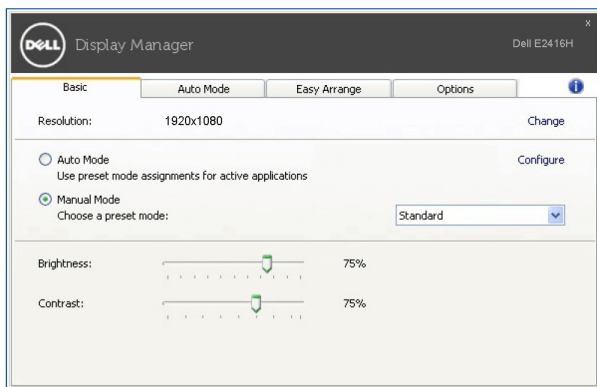 x
DELL Display Manager Dell E2416H
Basic Auto Mode Easy Arrange Options i
Resolution: 1920x1080 Change
Auto Mode Configure
Use preset mode assignments for active applications
Manual Mode
Choose a preset mode: Standard
Brightness: 75%
Contrast: 75%